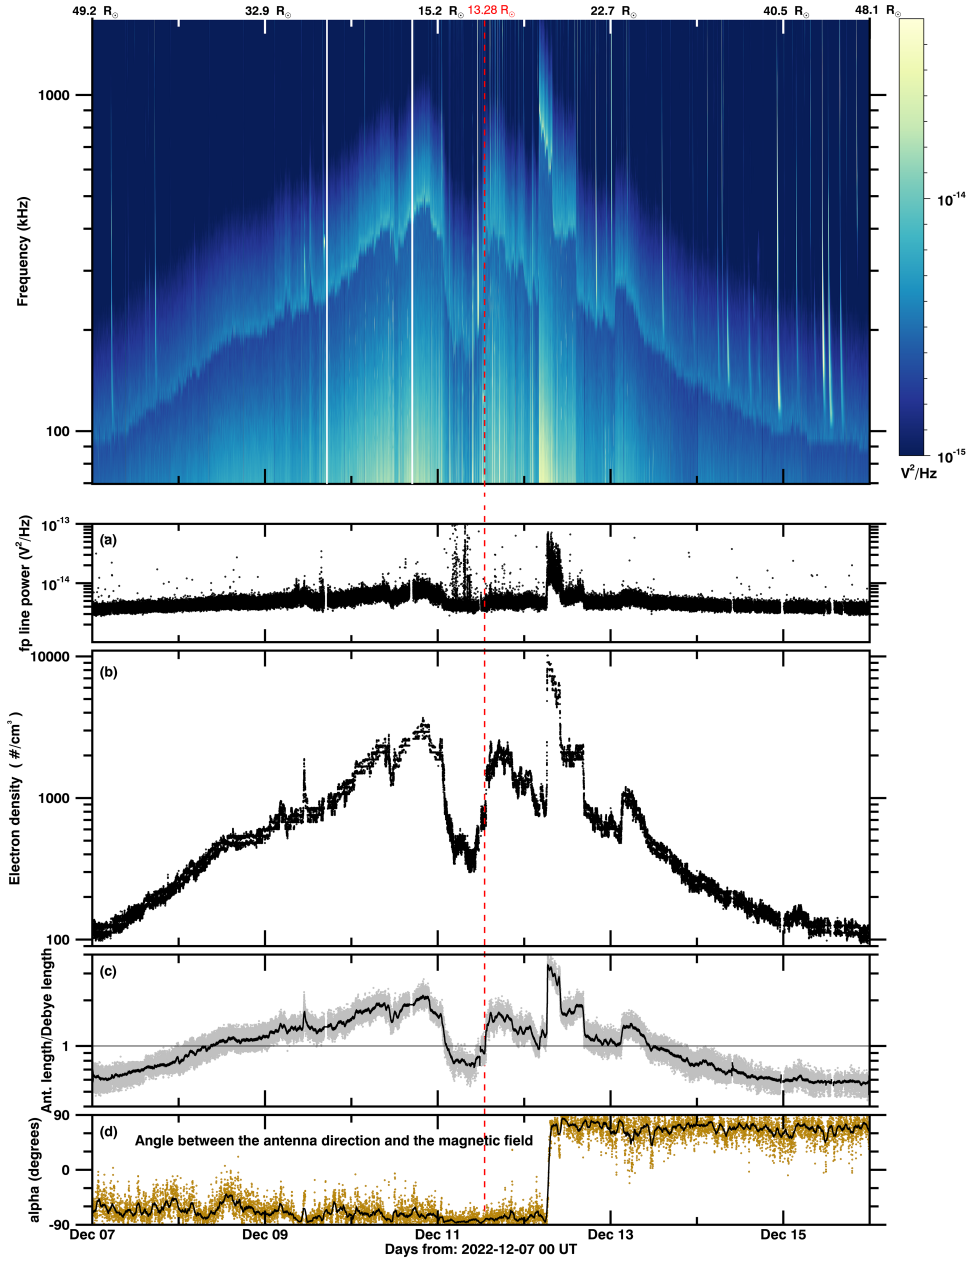 49.2 R☉ 32.9 R☉ 15.2 R☉ 13.28 R☉ 22.7 R☉ 40.5 R☉ 48.1 R☉
Frequency (kHz)
1000
100
10⁻¹⁴
10⁻¹⁵
V²/Hz
fp line power (V²/Hz)
10⁻¹³
10⁻¹⁴
(a)
Electron density ( #/cm³ )
10000
1000
100
(b)
Ant. length/Debye length
1
(c)
alpha (degrees)
90
0
-90
(d)
Angle between the antenna direction and the magnetic field
Dec 07 Dec 09 Dec 11 Dec 13 Dec 15
Days from: 2022-12-07 00 UT